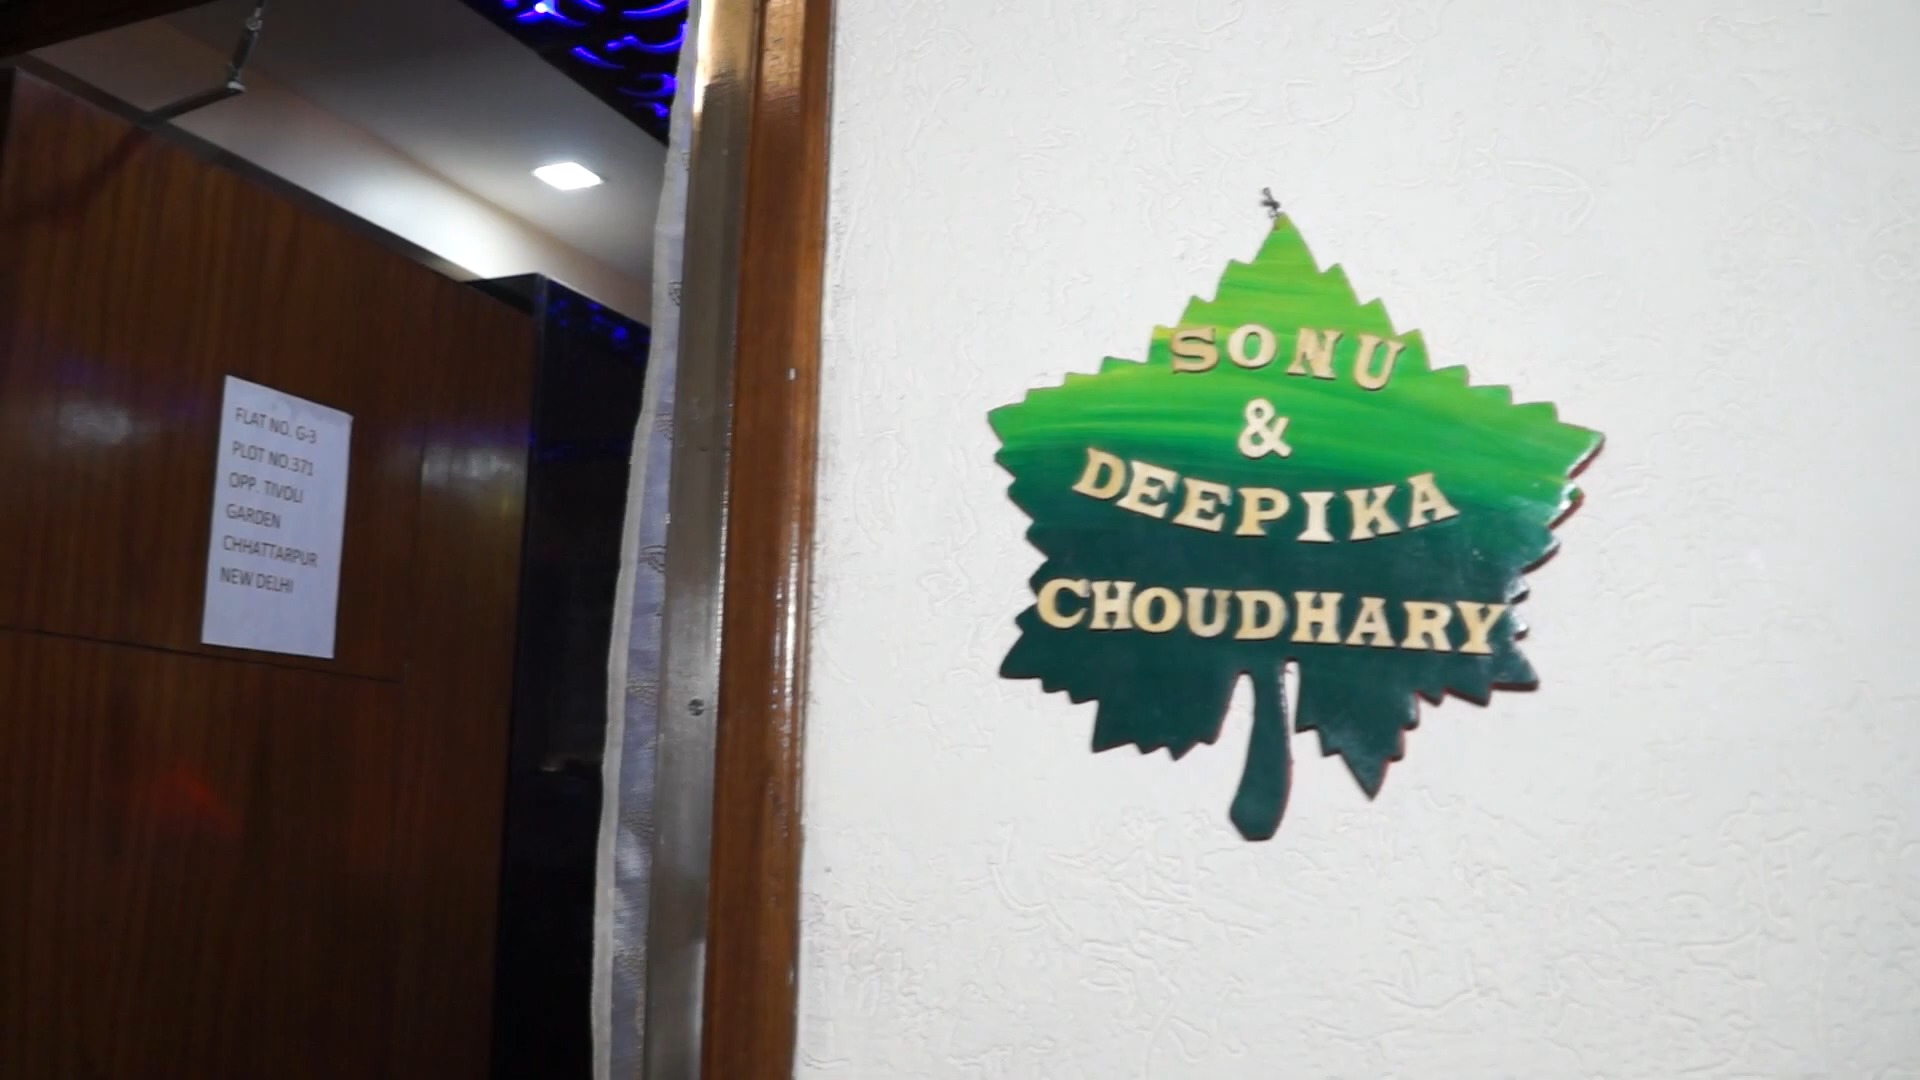 FLAT NO. G-3
PLOT NO.371
OPP. TIVOLI
GARDEN
CHHATTARPUR
NEW DELHI
SONU
&
DEEPIKA
CHOUDHARY